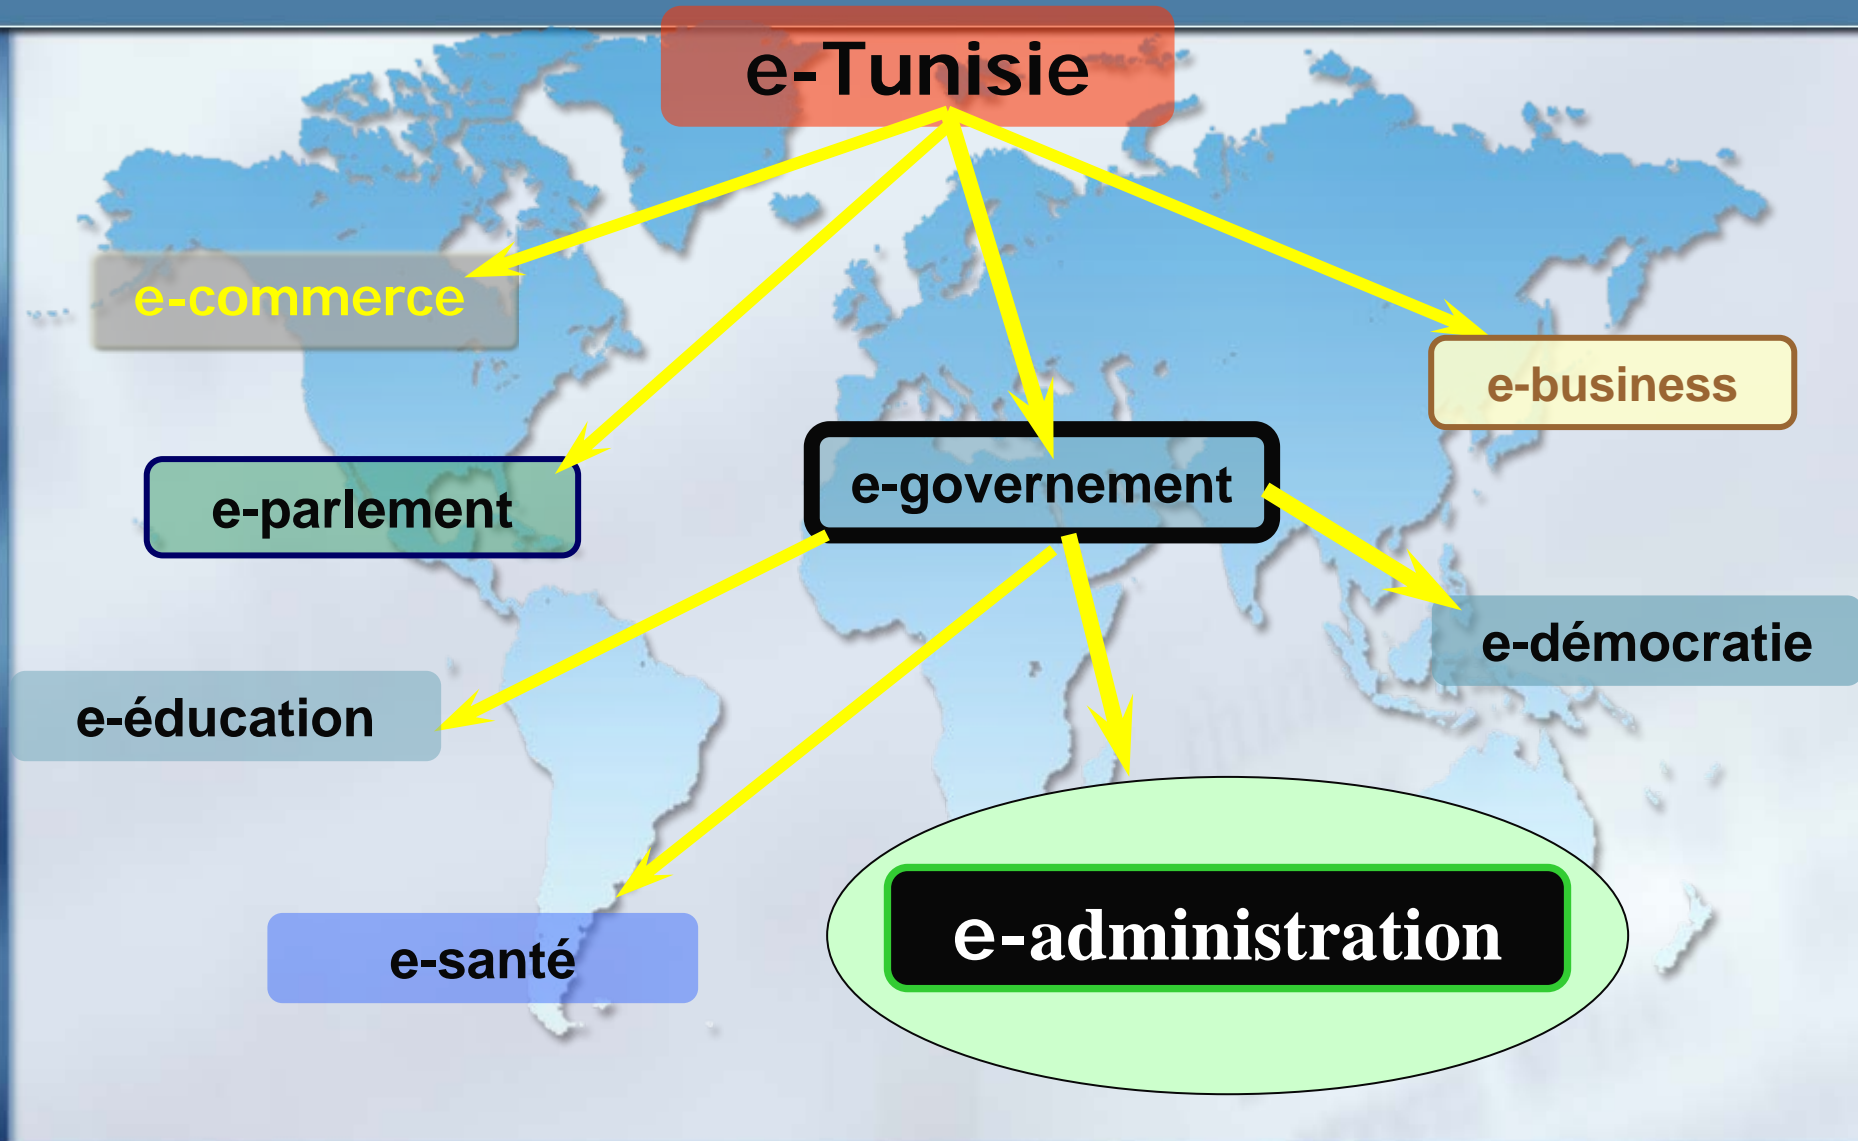 e-Tunisie
e-commerce
e-business
e-parlement
e-governement
e-démocratie
e-éducation
e-santé
e-administration